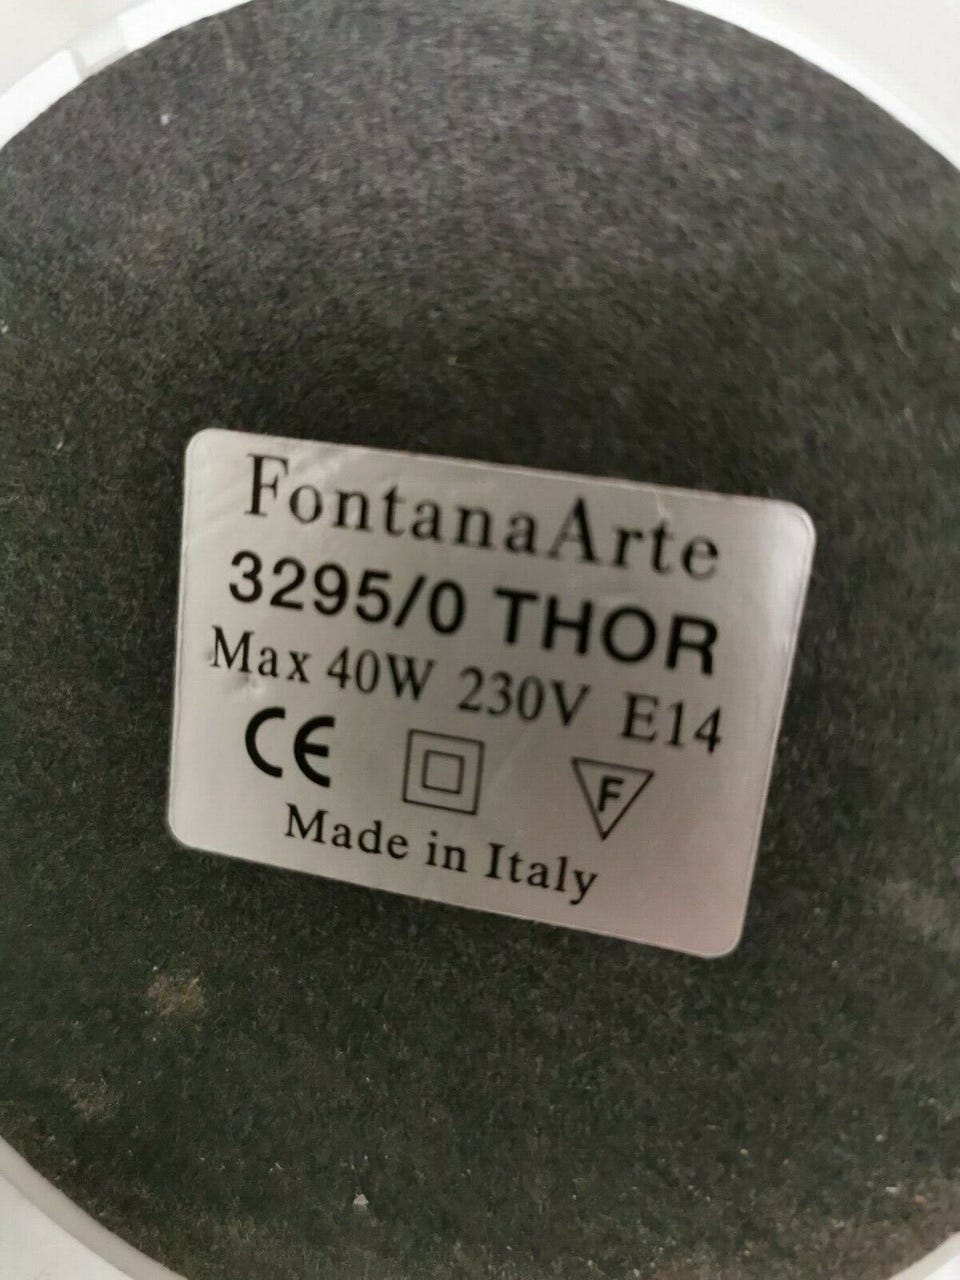 FontanaArte
3295/0 THOR
Max 40W 230V E14
CE F
Made in Italy